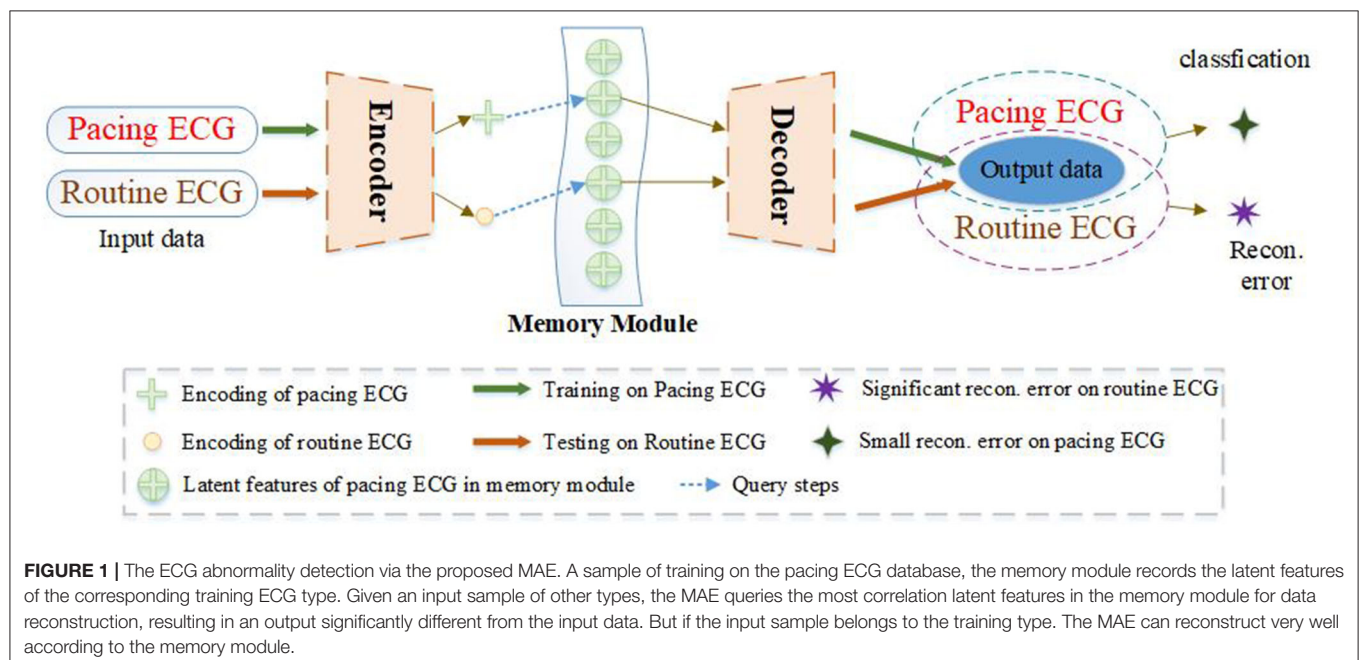 classfication
Pacing ECG
Routine ECG
Input data
Encoder
Memory Module
Decoder
Pacing ECG
Output data
Routine ECG
Recon.
error
Encoding of pacing ECG
Training on Pacing ECG
Significant recon. error on routine ECG
Encoding of routine ECG
Testing on Routine ECG
Small recon. error on pacing ECG
Latent features of pacing ECG in memory module
Query steps
FIGURE 1 | The ECG abnormality detection via the proposed MAE. A sample of training on the pacing ECG database, the memory module records the latent features
of the corresponding training ECG type. Given an input sample of other types, the MAE queries the most correlation latent features in the memory module for data
reconstruction, resulting in an output significantly different from the input data. But if the input sample belongs to the training type. The MAE can reconstruct very well
according to the memory module.